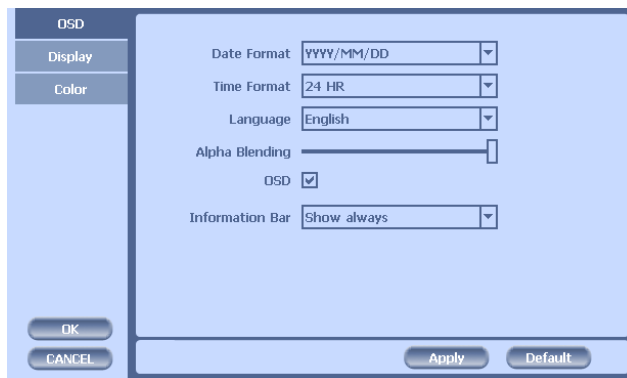 OSD
Display
Color
Date Format YYYY/MM/DD
Time Format 24 HR
Language English
Alpha Blending
OSD
Information Bar Show always
OK
CANCEL
Apply Default